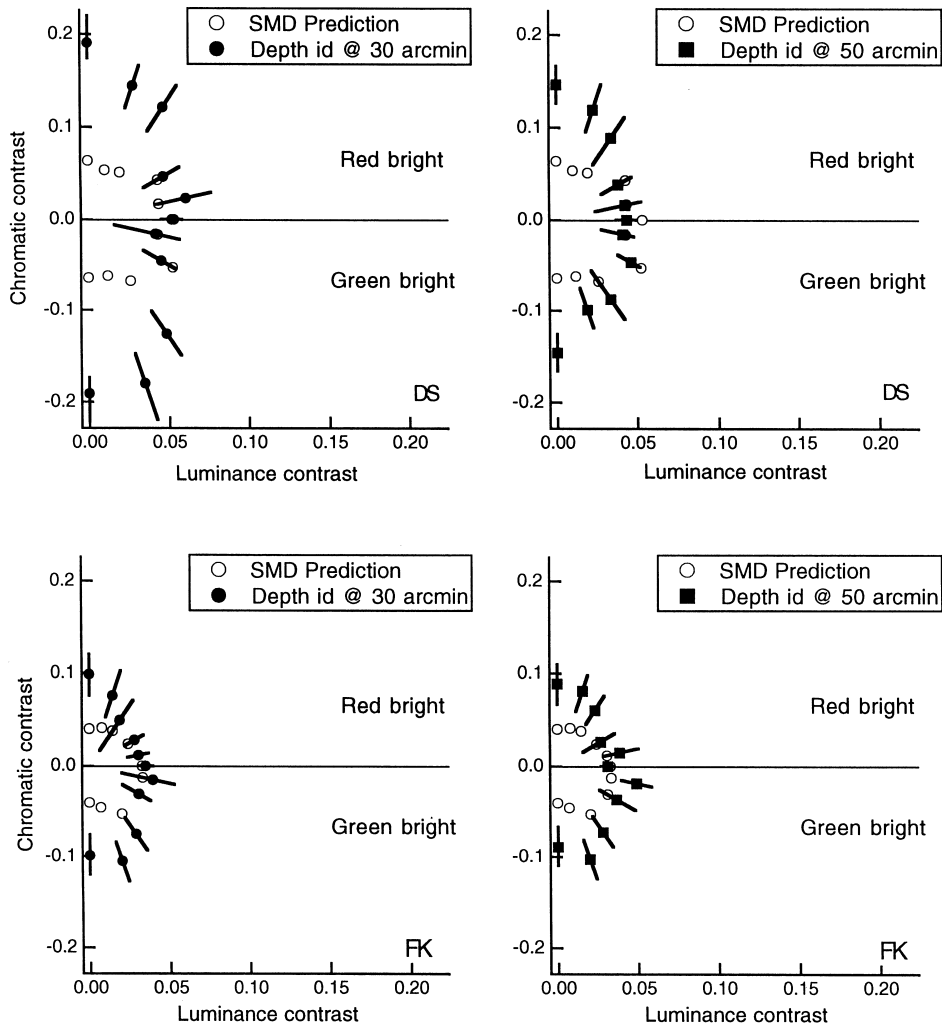 SMD Prediction
Depth id @ 30 arcmin
0.2
0.1
0.0
-0.1
-0.2
Chromatic contrast
Red bright
Green bright
DS
0.00 0.05 0.10 0.15 0.20
Luminance contrast
SMD Prediction
Depth id @ 50 arcmin
0.2
0.1
0.0
-0.1
-0.2
Red bright
Green bright
DS
0.00 0.05 0.10 0.15 0.20
Luminance contrast
SMD Prediction
Depth id @ 30 arcmin
0.2
0.1
0.0
-0.1
-0.2
Chromatic contrast
Red bright
Green bright
FK
0.00 0.05 0.10 0.15 0.20
Luminance contrast
SMD Prediction
Depth id @ 50 arcmin
0.2
0.1
0.0
-0.1
-0.2
Red bright
Green bright
FK
0.00 0.05 0.10 0.15 0.20
Luminance contrast